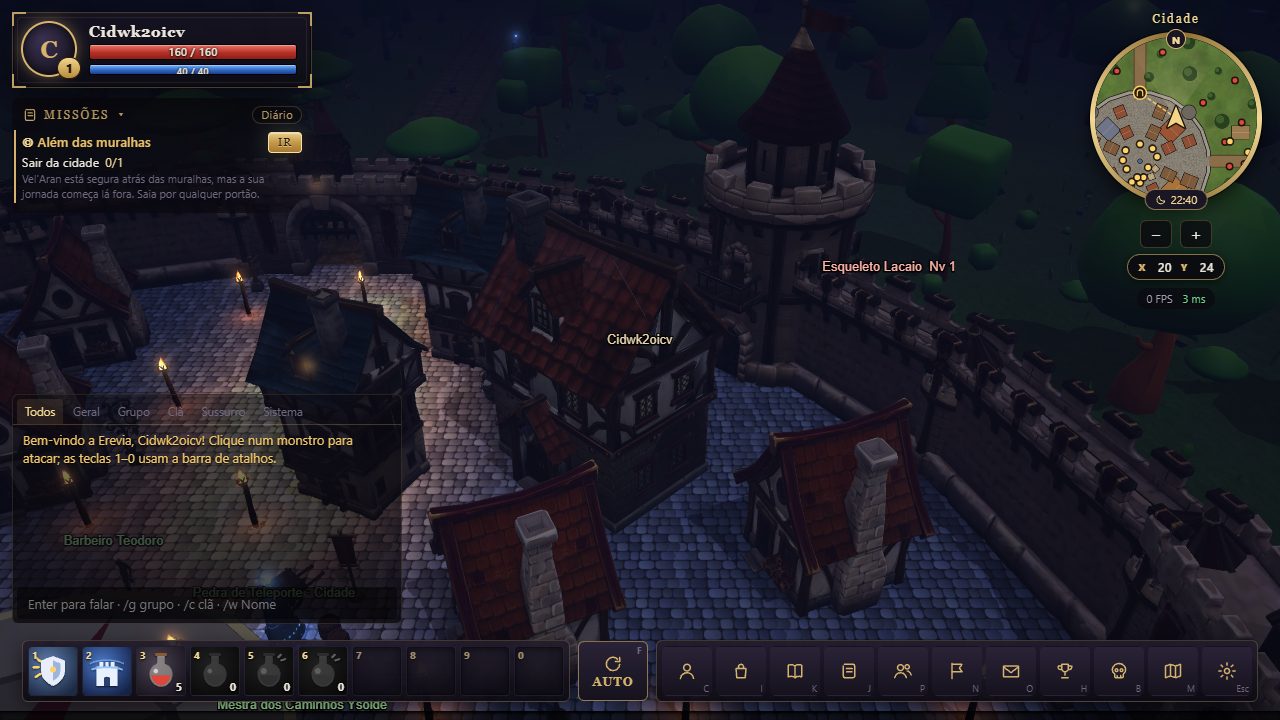 C
1
Cidwk2oicv
160 / 160
40 / 40
MISSÕES
Diário
Além das muralhas
IR
Sair da cidade 0/1
Vel'Aran está segura atrás das muralhas, mas a sua
jornada começa lá fora. Saia por qualquer portão.
Cidade
N
22:40
− +
X 20 Y 24
0 FPS 3 ms
Esqueleto Lacaio Nv 1
Cidwk2oicv
Todos Geral Grupo Clã Sussurro Sistema
Bem-vindo a Erevia, Cidwk2oicv! Clique num monstro para
atacar; as teclas 1–0 usam a barra de atalhos.
Barbeiro Teodoro
Pedra de Teleporte · Cidade
Enter para falar · /g grupo · /c clã · /w Nome
1 2 3 4 5 6 7 8 9 0
5 0 0 0
F
AUTO
C I K J P N O H B M Esc
Mestra dos Caminhos Ysolde